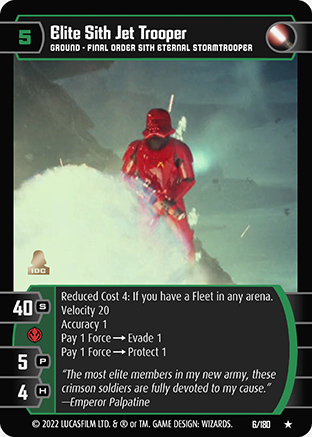 5 Elite Sith Jet Trooper
GROUND - FINAL ORDER SITH ETERNAL STORMTROOPER
IDC
40 S
5 P
4 H
Reduced Cost 4: If you have a Fleet in any arena.
Velocity 20
Accuracy 1
Pay 1 Force → Evade 1
Pay 1 Force → Protect 1
“The most elite members in my new army, these
crimson soldiers are fully devoted to my cause.”
—Emperor Palpatine
© 2022 LUCASFILM LTD. & ® or TM. GAME DESIGN: WIZARDS. 6/180 ★